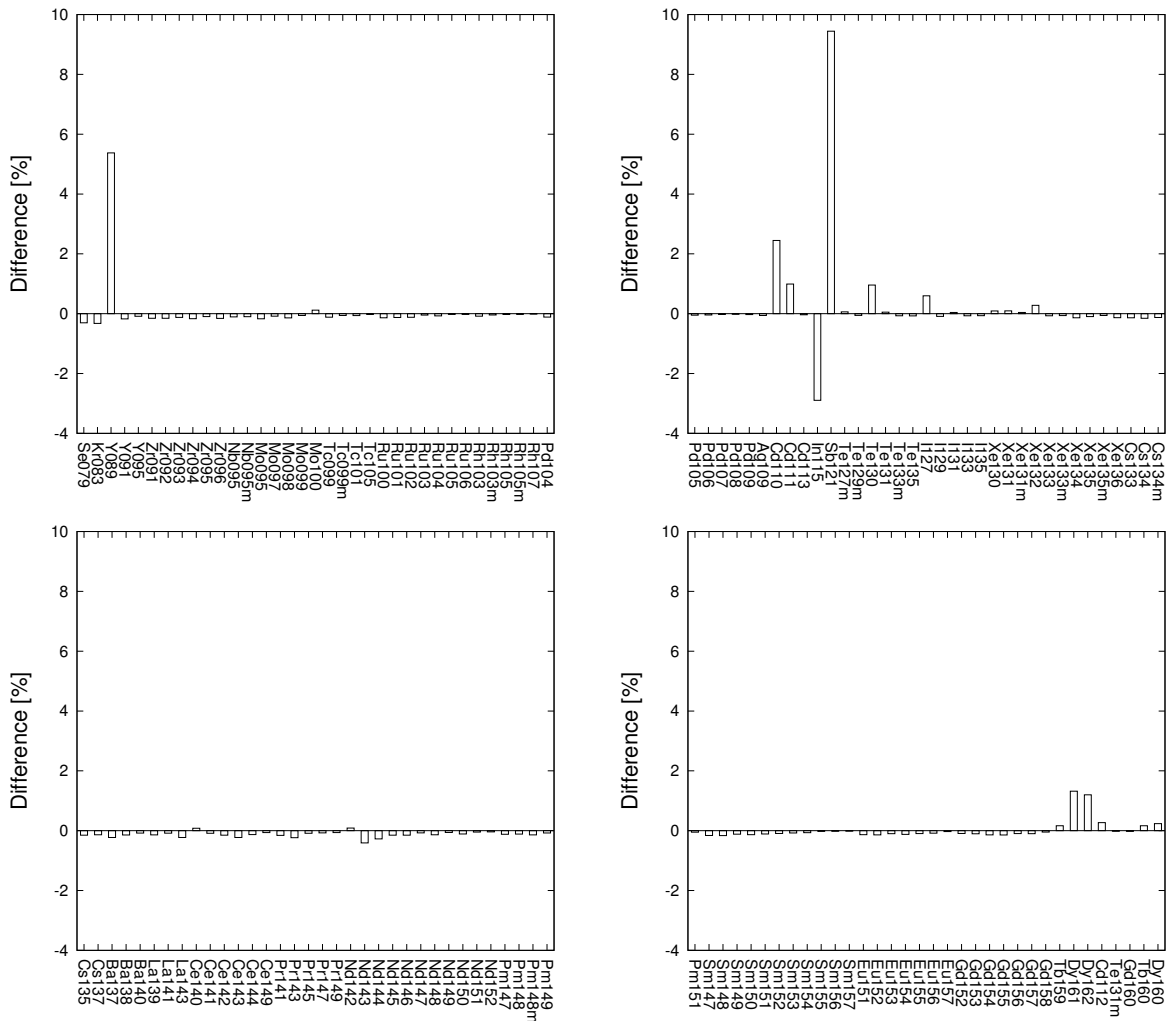 10
8
6
4
2
0
-2
-4
Difference [%]
Se079
Kr083
Y089
Y091
Y095
Zr091
Zr092
Zr093
Zr094
Zr095
Zr096
Nb095
Nb095m
Mo095
Mo097
Mo098
Mo099
Mo100
Tc099
Tc099m
Tc101
Tc105
Ru100
Ru101
Ru102
Ru103
Ru104
Ru105
Ru106
Rh103
Rh103m
Rh105
Rh105m
Rh107
Pd104
10
8
6
4
2
0
-2
-4
Difference [%]
Pd105
Pd106
Pd107
Pd108
Pd109
Ag109
Cd110
Cd111
Cd113
In115
Sb121
Te127m
Te129m
Te130
Te131
Te133m
Te135
I127
I129
I131
I133
I135
Xe130
Xe131
Xe131m
Xe132
Xe133
Xe133m
Xe134
Xe135
Xe135m
Xe136
Cs133
Cs134
Cs134m
10
8
6
4
2
0
-2
-4
Difference [%]
Cs135
Cs137
Ba137
Ba138
Ba140
La139
La141
La143
Ce140
Ce141
Ce142
Ce143
Ce144
Ce149
Pr141
Pr143
Pr145
Pr147
Pr149
Nd142
Nd143
Nd144
Nd145
Nd146
Nd147
Nd148
Nd149
Nd150
Nd151
Nd152
Pm147
Pm148
Pm148m
Pm149
10
8
6
4
2
0
-2
-4
Difference [%]
Pm151
Sm147
Sm148
Sm149
Sm150
Sm151
Sm152
Sm153
Sm154
Sm155
Sm156
Sm157
Eu151
Eu152
Eu153
Eu154
Eu155
Eu156
Eu157
Gd152
Gd153
Gd154
Gd155
Gd156
Gd157
Gd158
Tb159
Dy161
Dy162
Cd112
Te131m
Gd160
Tb160
Dy160